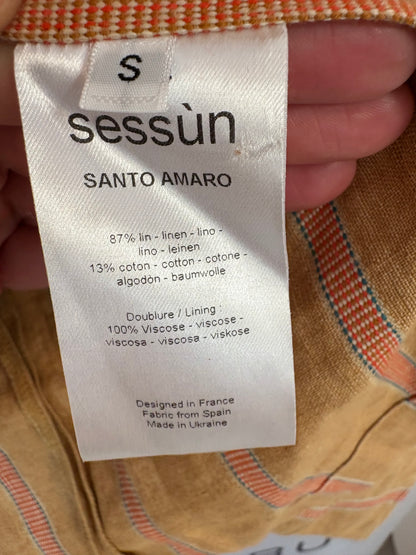 S
sessùn
SANTO AMARO
87% lin - linen - lino -
lino - leinen
13% coton - cotton - cotone -
algodòn - baumwolle
Doublure / Lining :
100% Viscose - viscose -
viscosa - viscosa - viskose
Designed in France
Fabric from Spain
Made in Ukraine